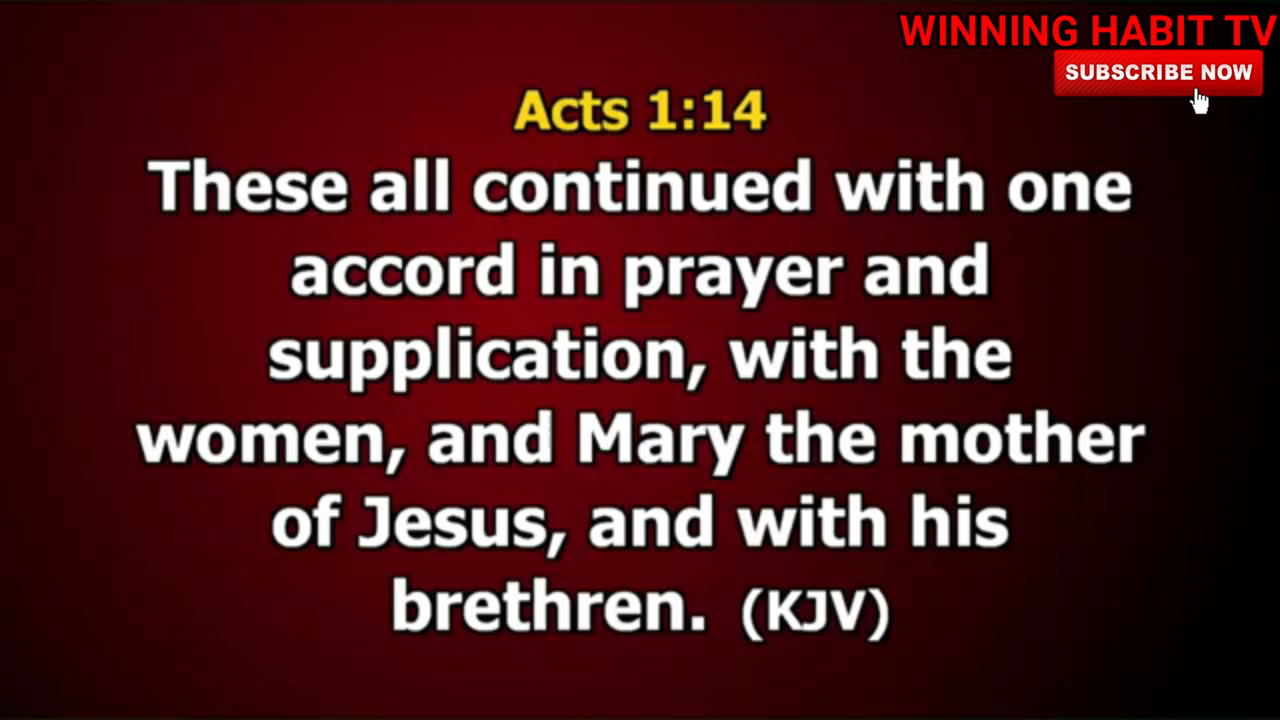 WINNING HABIT TV
SUBSCRIBE NOW
Acts 1:14
These all continued with one
accord in prayer and
supplication, with the
women, and Mary the mother
of Jesus, and with his
brethren. (KJV)